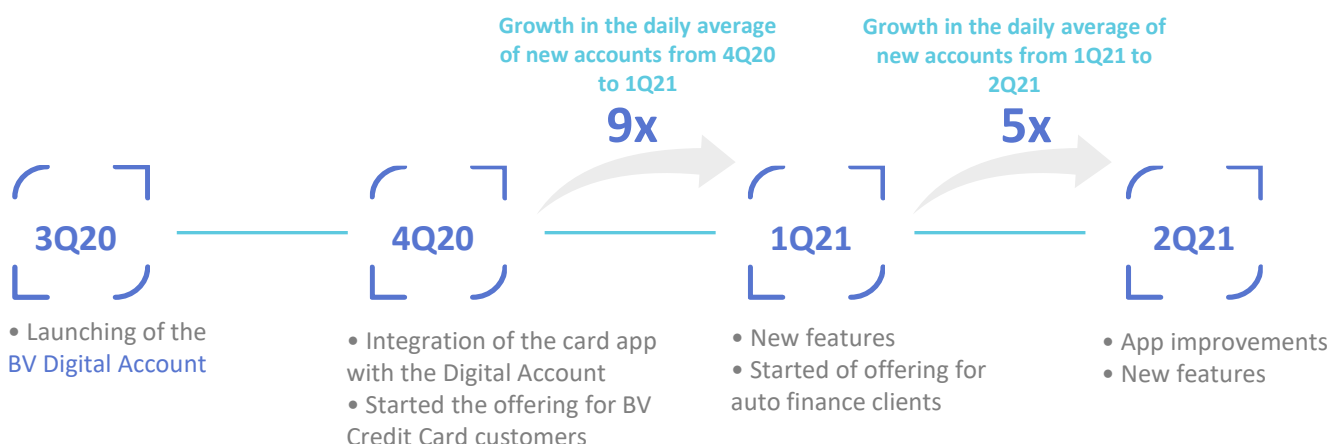 Growth in the daily average
of new accounts from 4Q20
to 1Q21
9x
Growth in the daily average of
new accounts from 1Q21 to
2Q21
5x
3Q20
4Q20
1Q21
2Q21
• Launching of the
BV Digital Account
• Integration of the card app
with the Digital Account
• Started the offering for BV
Credit Card customers
• New features
• Started of offering for
auto finance clients
• App improvements
• New features